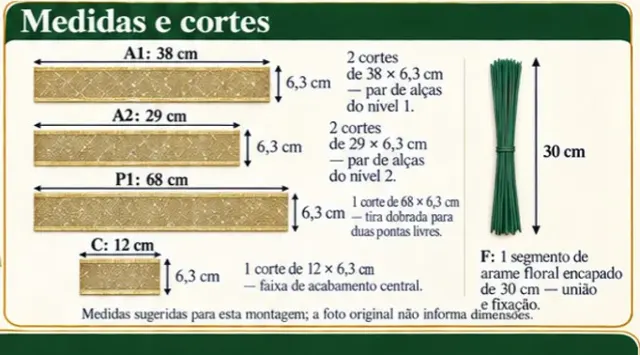 Medidas e cortes
A1: 38 cm
6,3 cm
2 cortes
de 38 × 6,3 cm
— par de alças
do nível 1.
A2: 29 cm
6,3 cm
2 cortes
de 29 × 6,3 cm
— par de alças
do nível 2.
P1: 68 cm
6,3 cm
1 corte de 68 × 6,3 cm
— tira dobrada para
duas pontas livres.
C: 12 cm
6,3 cm
1 corte de 12 × 6,3 cm
— faixa de acabamento central.
30 cm
F: 1 segmento de
arame floral encapado
de 30 cm — união
e fixação.
Medidas sugeridas para esta montagem; a foto original não informa dimensões.